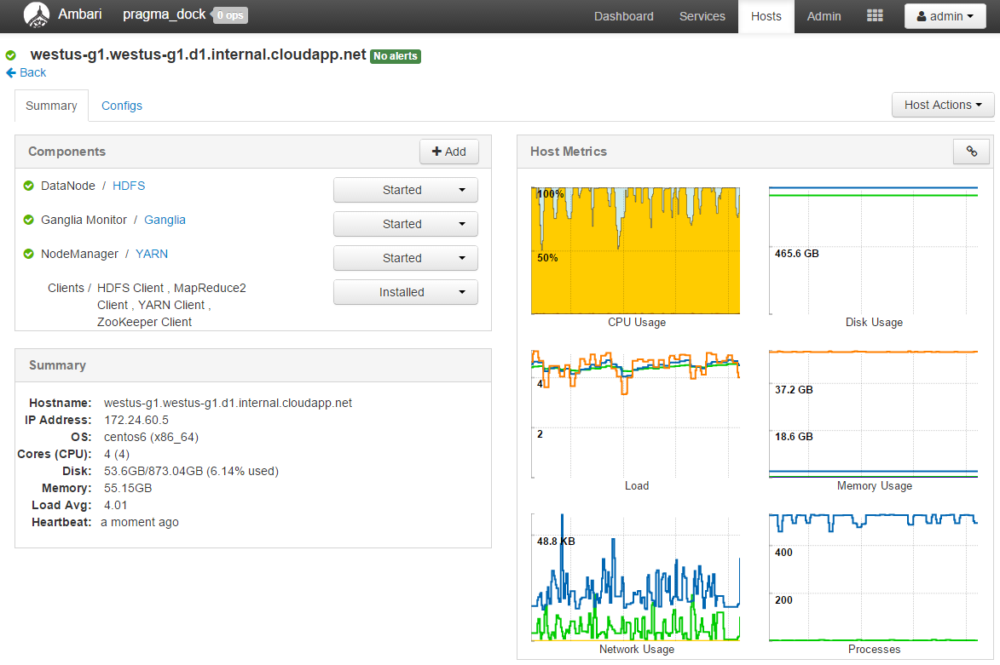 Ambari pragma_dock 0 ops Dashboard Services Hosts Admin admin
westus-g1.westus-g1.d1.internal.cloudapp.net No alerts
Back
Summary Configs Host Actions
Components Add
DataNode / HDFS Started
Ganglia Monitor / Ganglia Started
NodeManager / YARN Started
Clients / HDFS Client , MapReduce2 Installed
Client , YARN Client ,
ZooKeeper Client
Summary
Hostname: westus-g1.westus-g1.d1.internal.cloudapp.net
IP Address: 172.24.60.5
OS: centos6 (x86_64)
Cores (CPU): 4 (4)
Disk: 53.6GB/873.04GB (6.14% used)
Memory: 55.15GB
Load Avg: 4.01
Heartbeat: a moment ago
Host Metrics
100%
50%
CPU Usage
465.6 GB
Disk Usage
4
2
Load
37.2 GB
18.6 GB
Memory Usage
48.8 KB
Network Usage
400
200
Processes